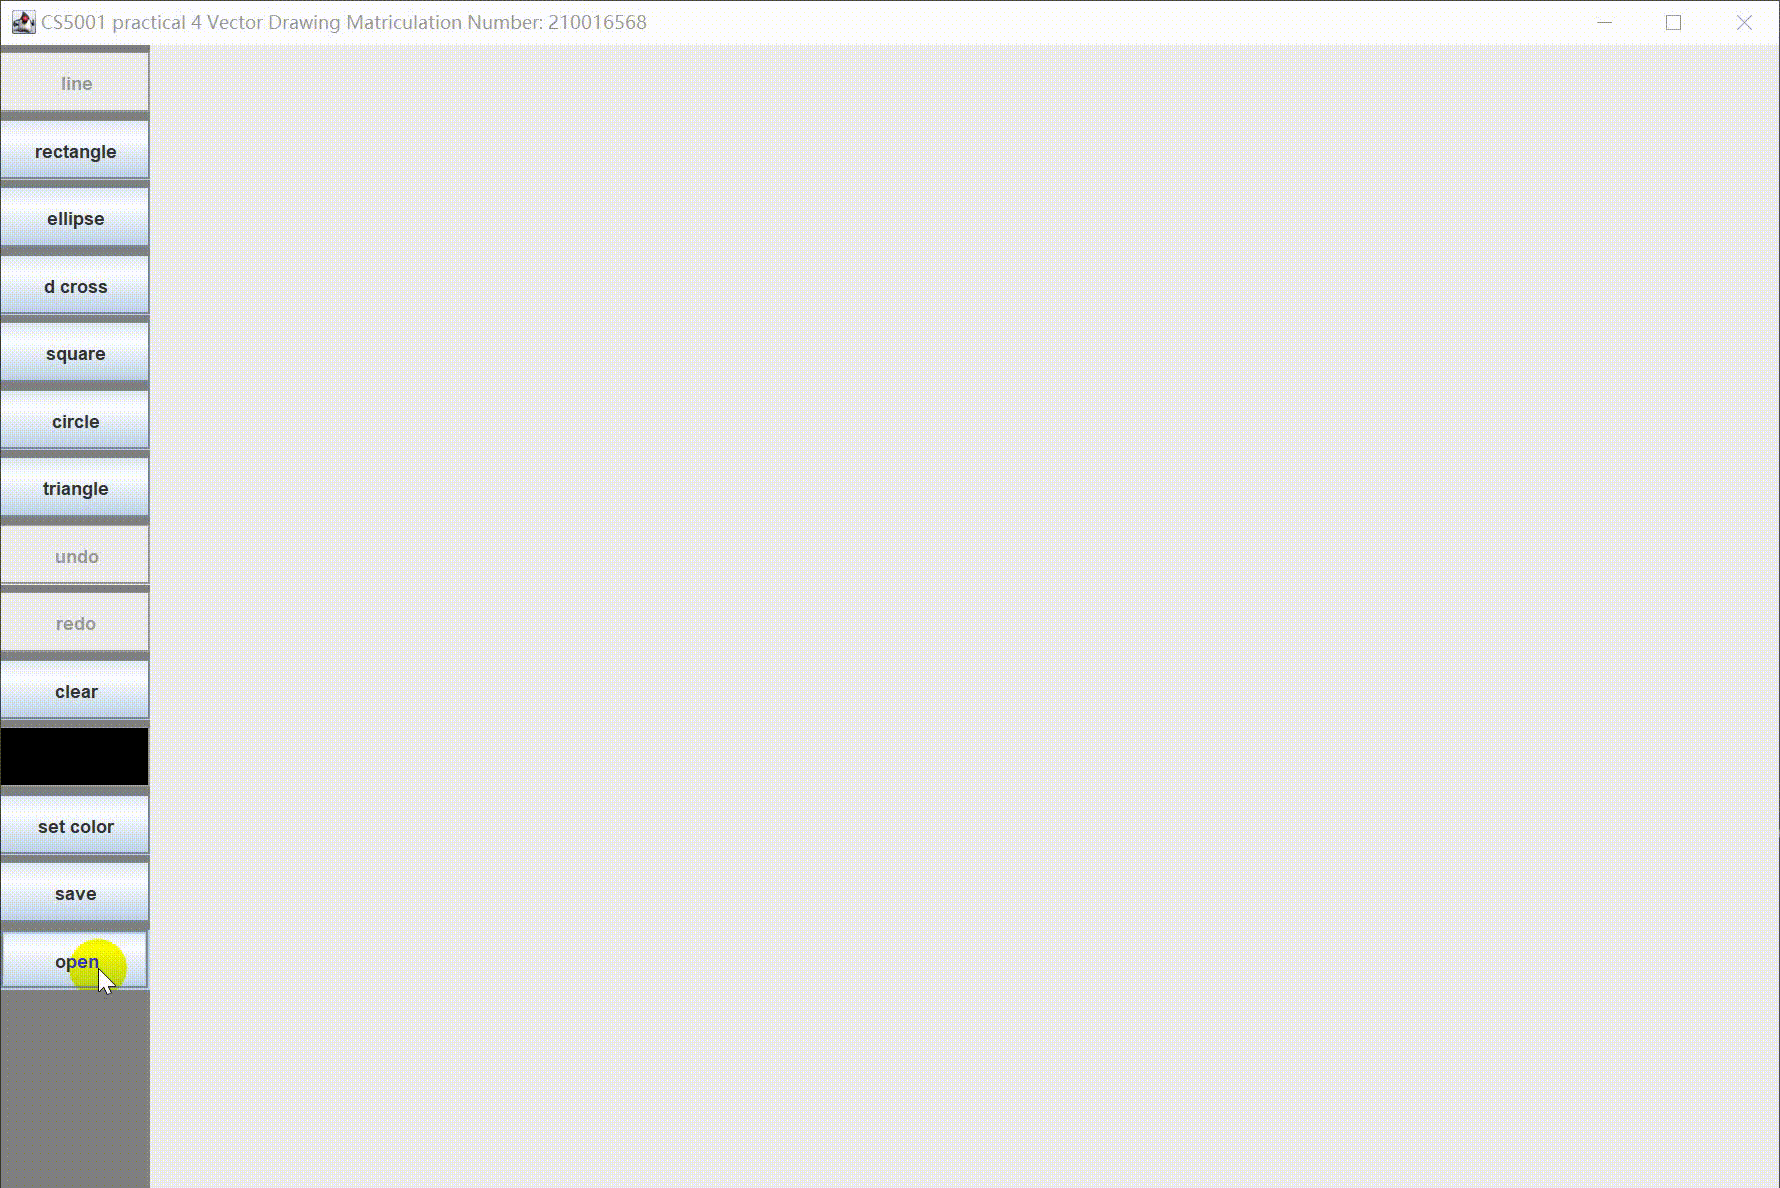 CS5001 practical 4 Vector Drawing Matriculation Number: 210016568
line
rectangle
ellipse
d cross
square
circle
triangle
undo
redo
clear
set color
save
open